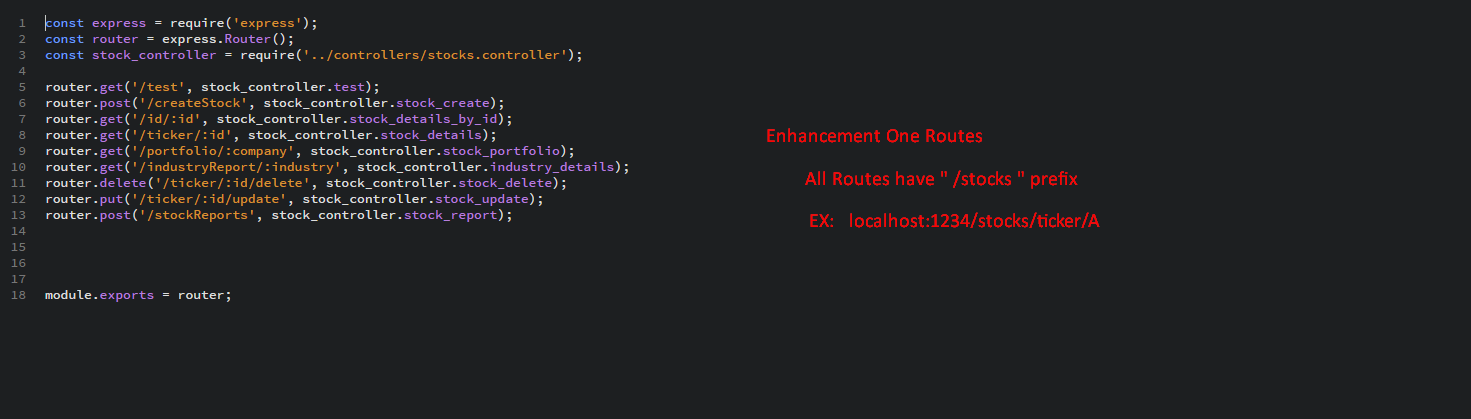 1 const express = require('express');
2 const router = express.Router();
3 const stock_controller = require('../controllers/stocks.controller');
4
5 router.get('/test', stock_controller.test);
6 router.post('/createStock', stock_controller.stock_create);
7 router.get('/id/:id', stock_controller.stock_details_by_id);
8 router.get('/ticker/:id', stock_controller.stock_details);
9 router.get('/portfolio/:company', stock_controller.stock_portfolio);
10 router.get('/industryReport/:industry', stock_controller.industry_details);
11 router.delete('/ticker/:id/delete', stock_controller.stock_delete);
12 router.put('/ticker/:id/update', stock_controller.stock_update);
13 router.post('/stockReports', stock_controller.stock_report);
14
15
16
17
18 module.exports = router;
Enhancement One Routes
All Routes have " /stocks " prefix
EX: localhost:1234/stocks/ticker/A